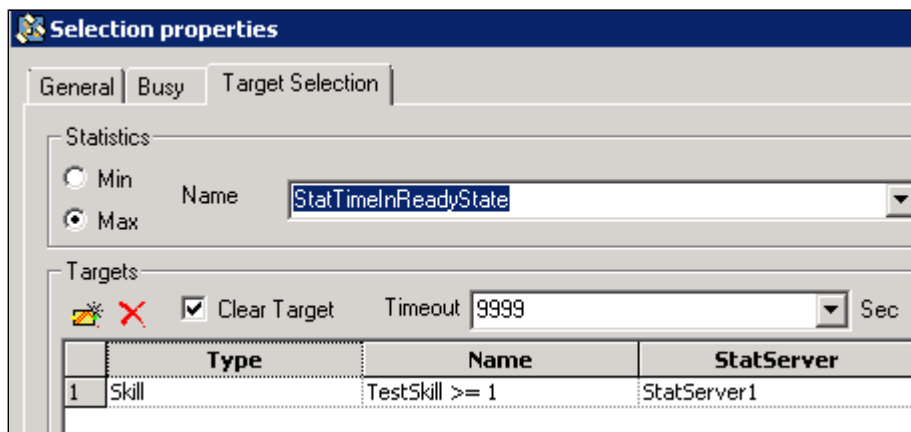 Selection properties
General Busy Target Selection
Statistics
Min
Name StatTimeInReadyState
Max
Targets
Clear Target Timeout 9999 Sec
Type Name StatServer
1 Skill TestSkill >= 1 StatServer1